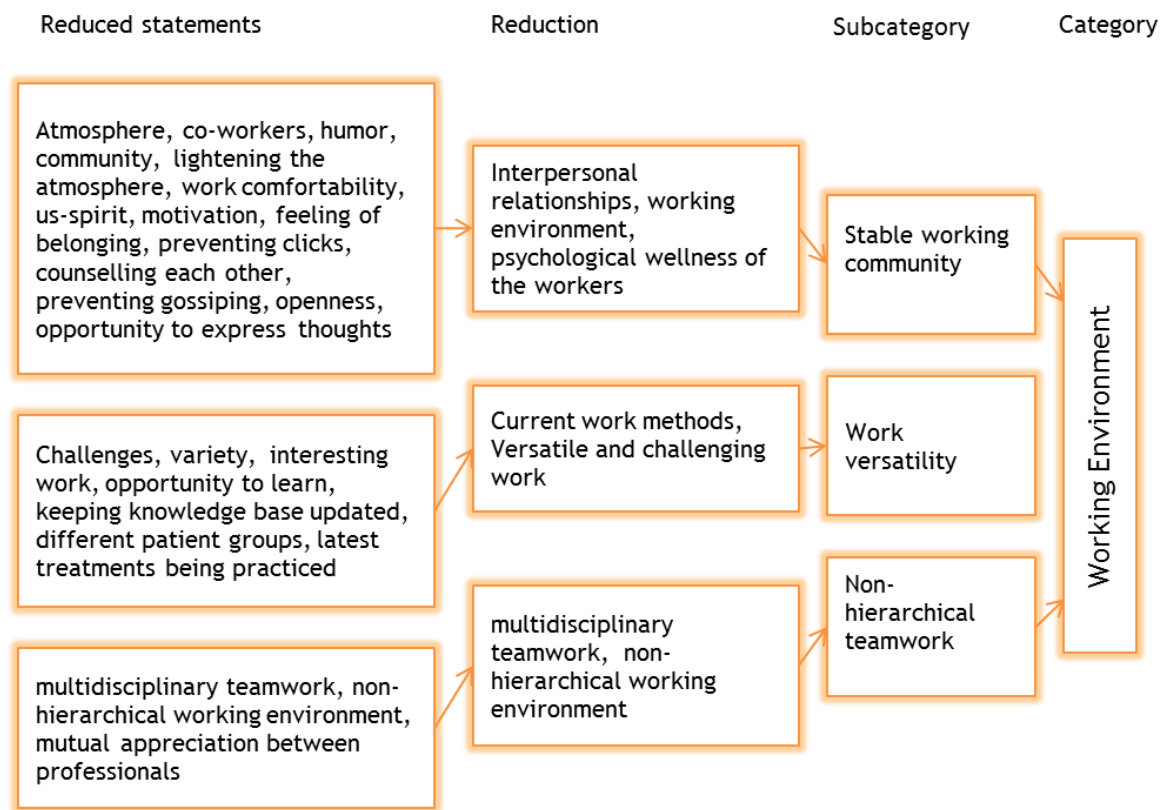 Reduced statements
Reduction
Subcategory
Category
Atmosphere, co-workers, humor,
community, lightening the
atmosphere, work comfortability,
us-spirit, motivation, feeling of
belonging, preventing clicks,
counselling each other,
preventing gossiping, openness,
opportunity to express thoughts
Interpersonal
relationships, working
environment,
psychological wellness of
the workers
Stable working
community
Working Environment
Challenges, variety, interesting
work, opportunity to learn,
keeping knowledge base updated,
different patient groups, latest
treatments being practiced
Current work methods,
Versatile and challenging
work
Work
versatility
multidisciplinary teamwork, non-
hierarchical working environment,
mutual appreciation between
professionals
multidisciplinary
teamwork, non-
hierarchical working
environment
Non-
hierarchical
teamwork